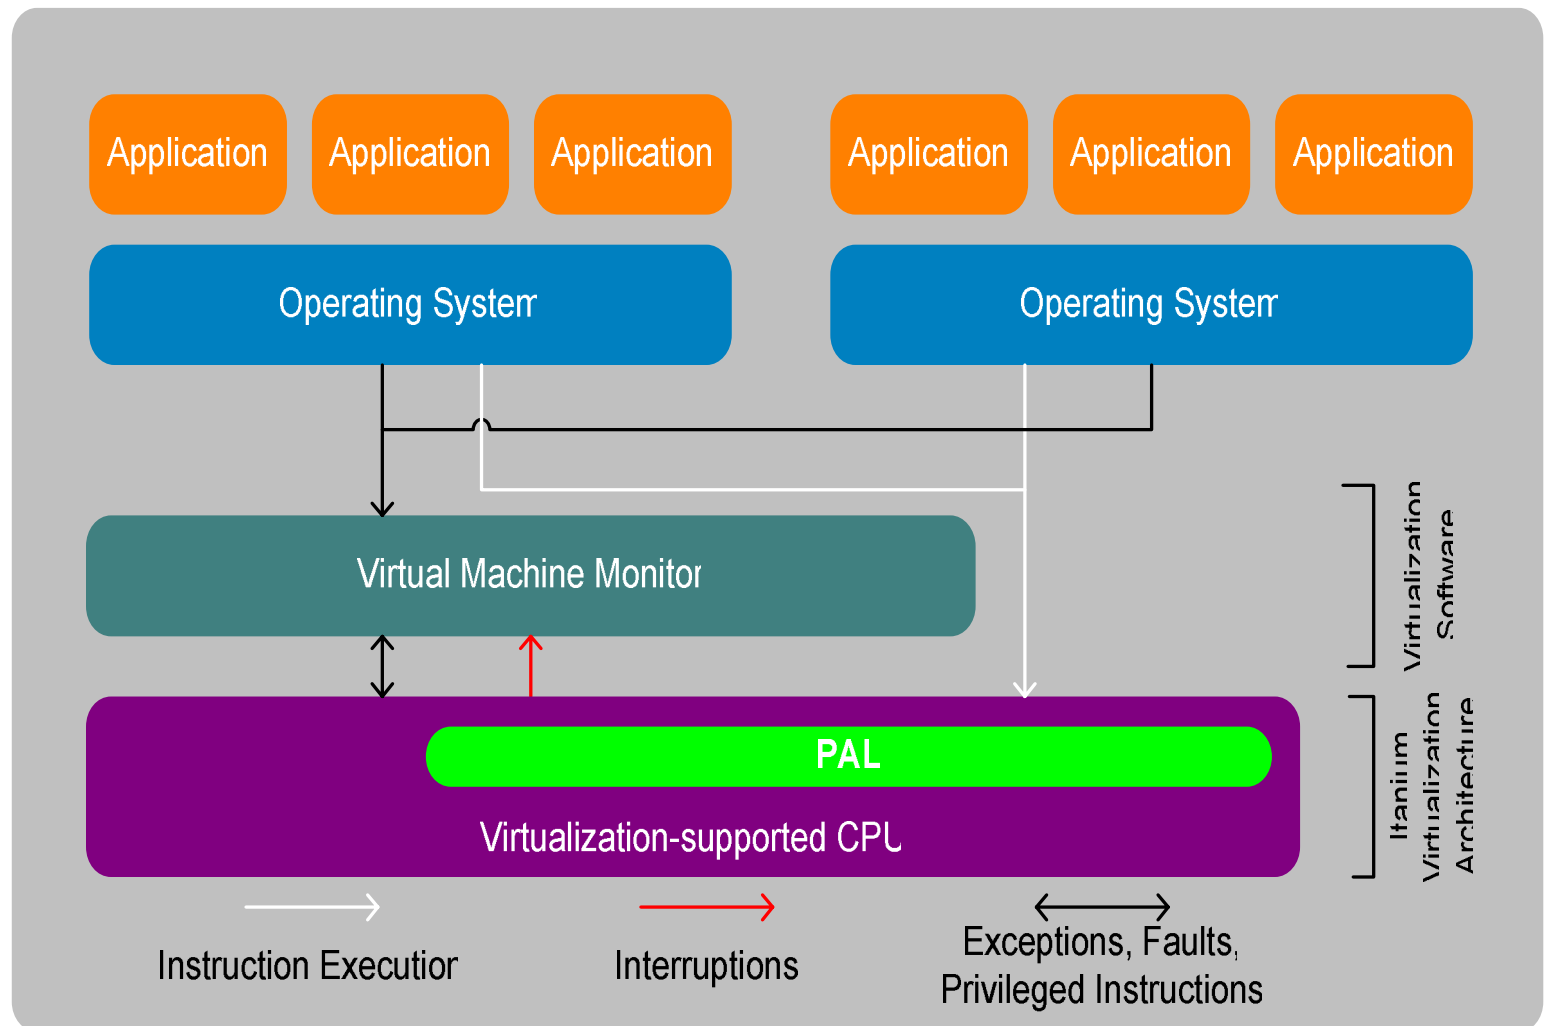 Application
Application
Application
Application
Application
Application
Operating System
Operating System
Virtual Machine Monitor
Virtualization
Software
PAL
Virtualization-supported CPU
Itanium
Virtualization
Architecture
Instruction Execution
Interruptions
Exceptions, Faults,
Privileged Instructions